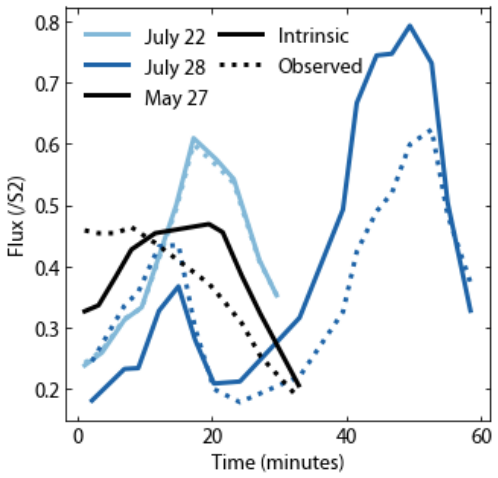 0.8
0.7
0.6
0.5
0.4
0.3
0.2
Flux (/S2)
July 22
July 28
May 27
Intrinsic
Observed
0
20
40
60
Time (minutes)